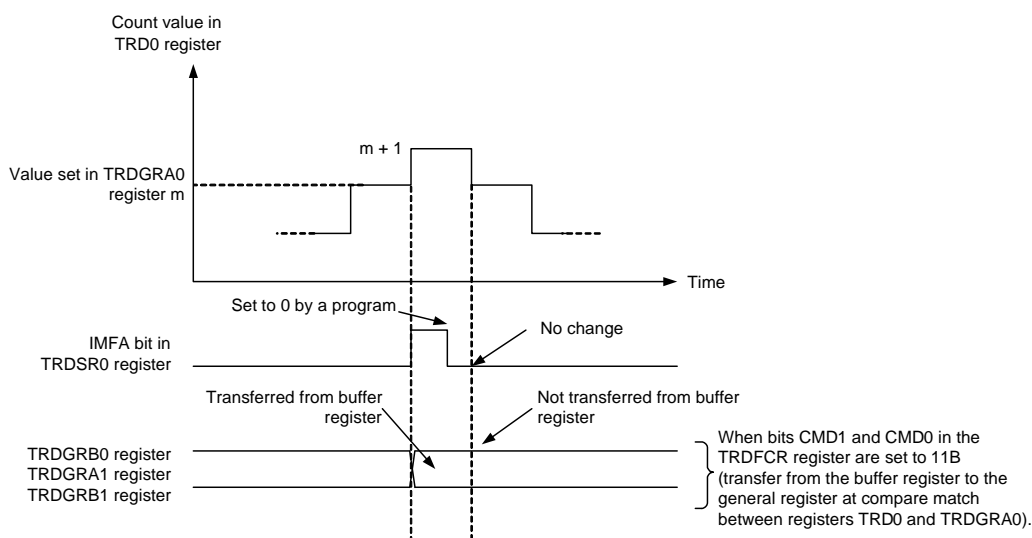 Count value in
TRD0 register
m + 1
Value set in TRDGRA0
register m
Time
Set to 0 by a program
No change
IMFA bit in
TRDSR0 register
Transferred from buffer
register
Not transferred from buffer
register
TRDGRB0 register
TRDGRA1 register
TRDGRB1 register
When bits CMD1 and CMD0 in the
TRDFCR register are set to 11B
(transfer from the buffer register to the
general register at compare match
between registers TRD0 and TRDGRA0).